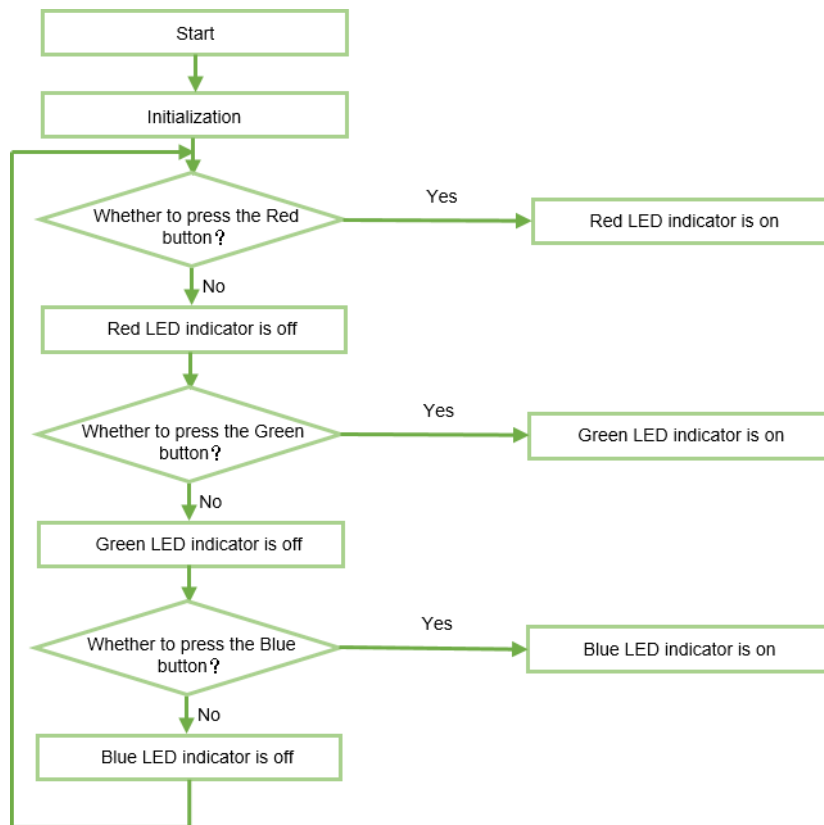 Start
Initialization
Whether to press the Red
button?
Yes
Red LED indicator is on
No
Red LED indicator is off
Whether to press the Green
button?
Yes
Green LED indicator is on
No
Green LED indicator is off
Whether to press the Blue
button?
Yes
Blue LED indicator is on
No
Blue LED indicator is off